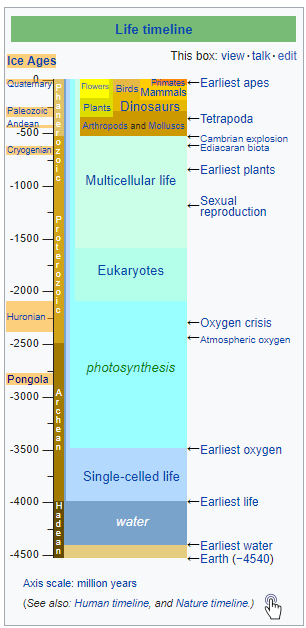 Life timeline
This box: view · talk · edit
Ice Ages
0
Quaternary
Flowers
Birds
Primates
Mammals
←Earliest apes
Plants
Dinosaurs
Paleozoic
←Tetrapoda
Andean
-500
Arthropods and Molluscs
←Cambrian explosion
←Ediacaran biota
Cryogenian
Phanerozoic
←Earliest plants
Multicellular life
-1000
←Sexual reproduction
Proterozoic
-1500
Eukaryotes
-2000
Huronian
←Oxygen crisis
←Atmospheric oxygen
-2500
photosynthesis
Pongola
-3000
Archean
-3500
←Earliest oxygen
Single-celled life
-4000
←Earliest life
Hadean
water
←Earliest water
-4500
←Earth (−4540)
Axis scale: million years
(See also: Human timeline, and Nature timeline.)